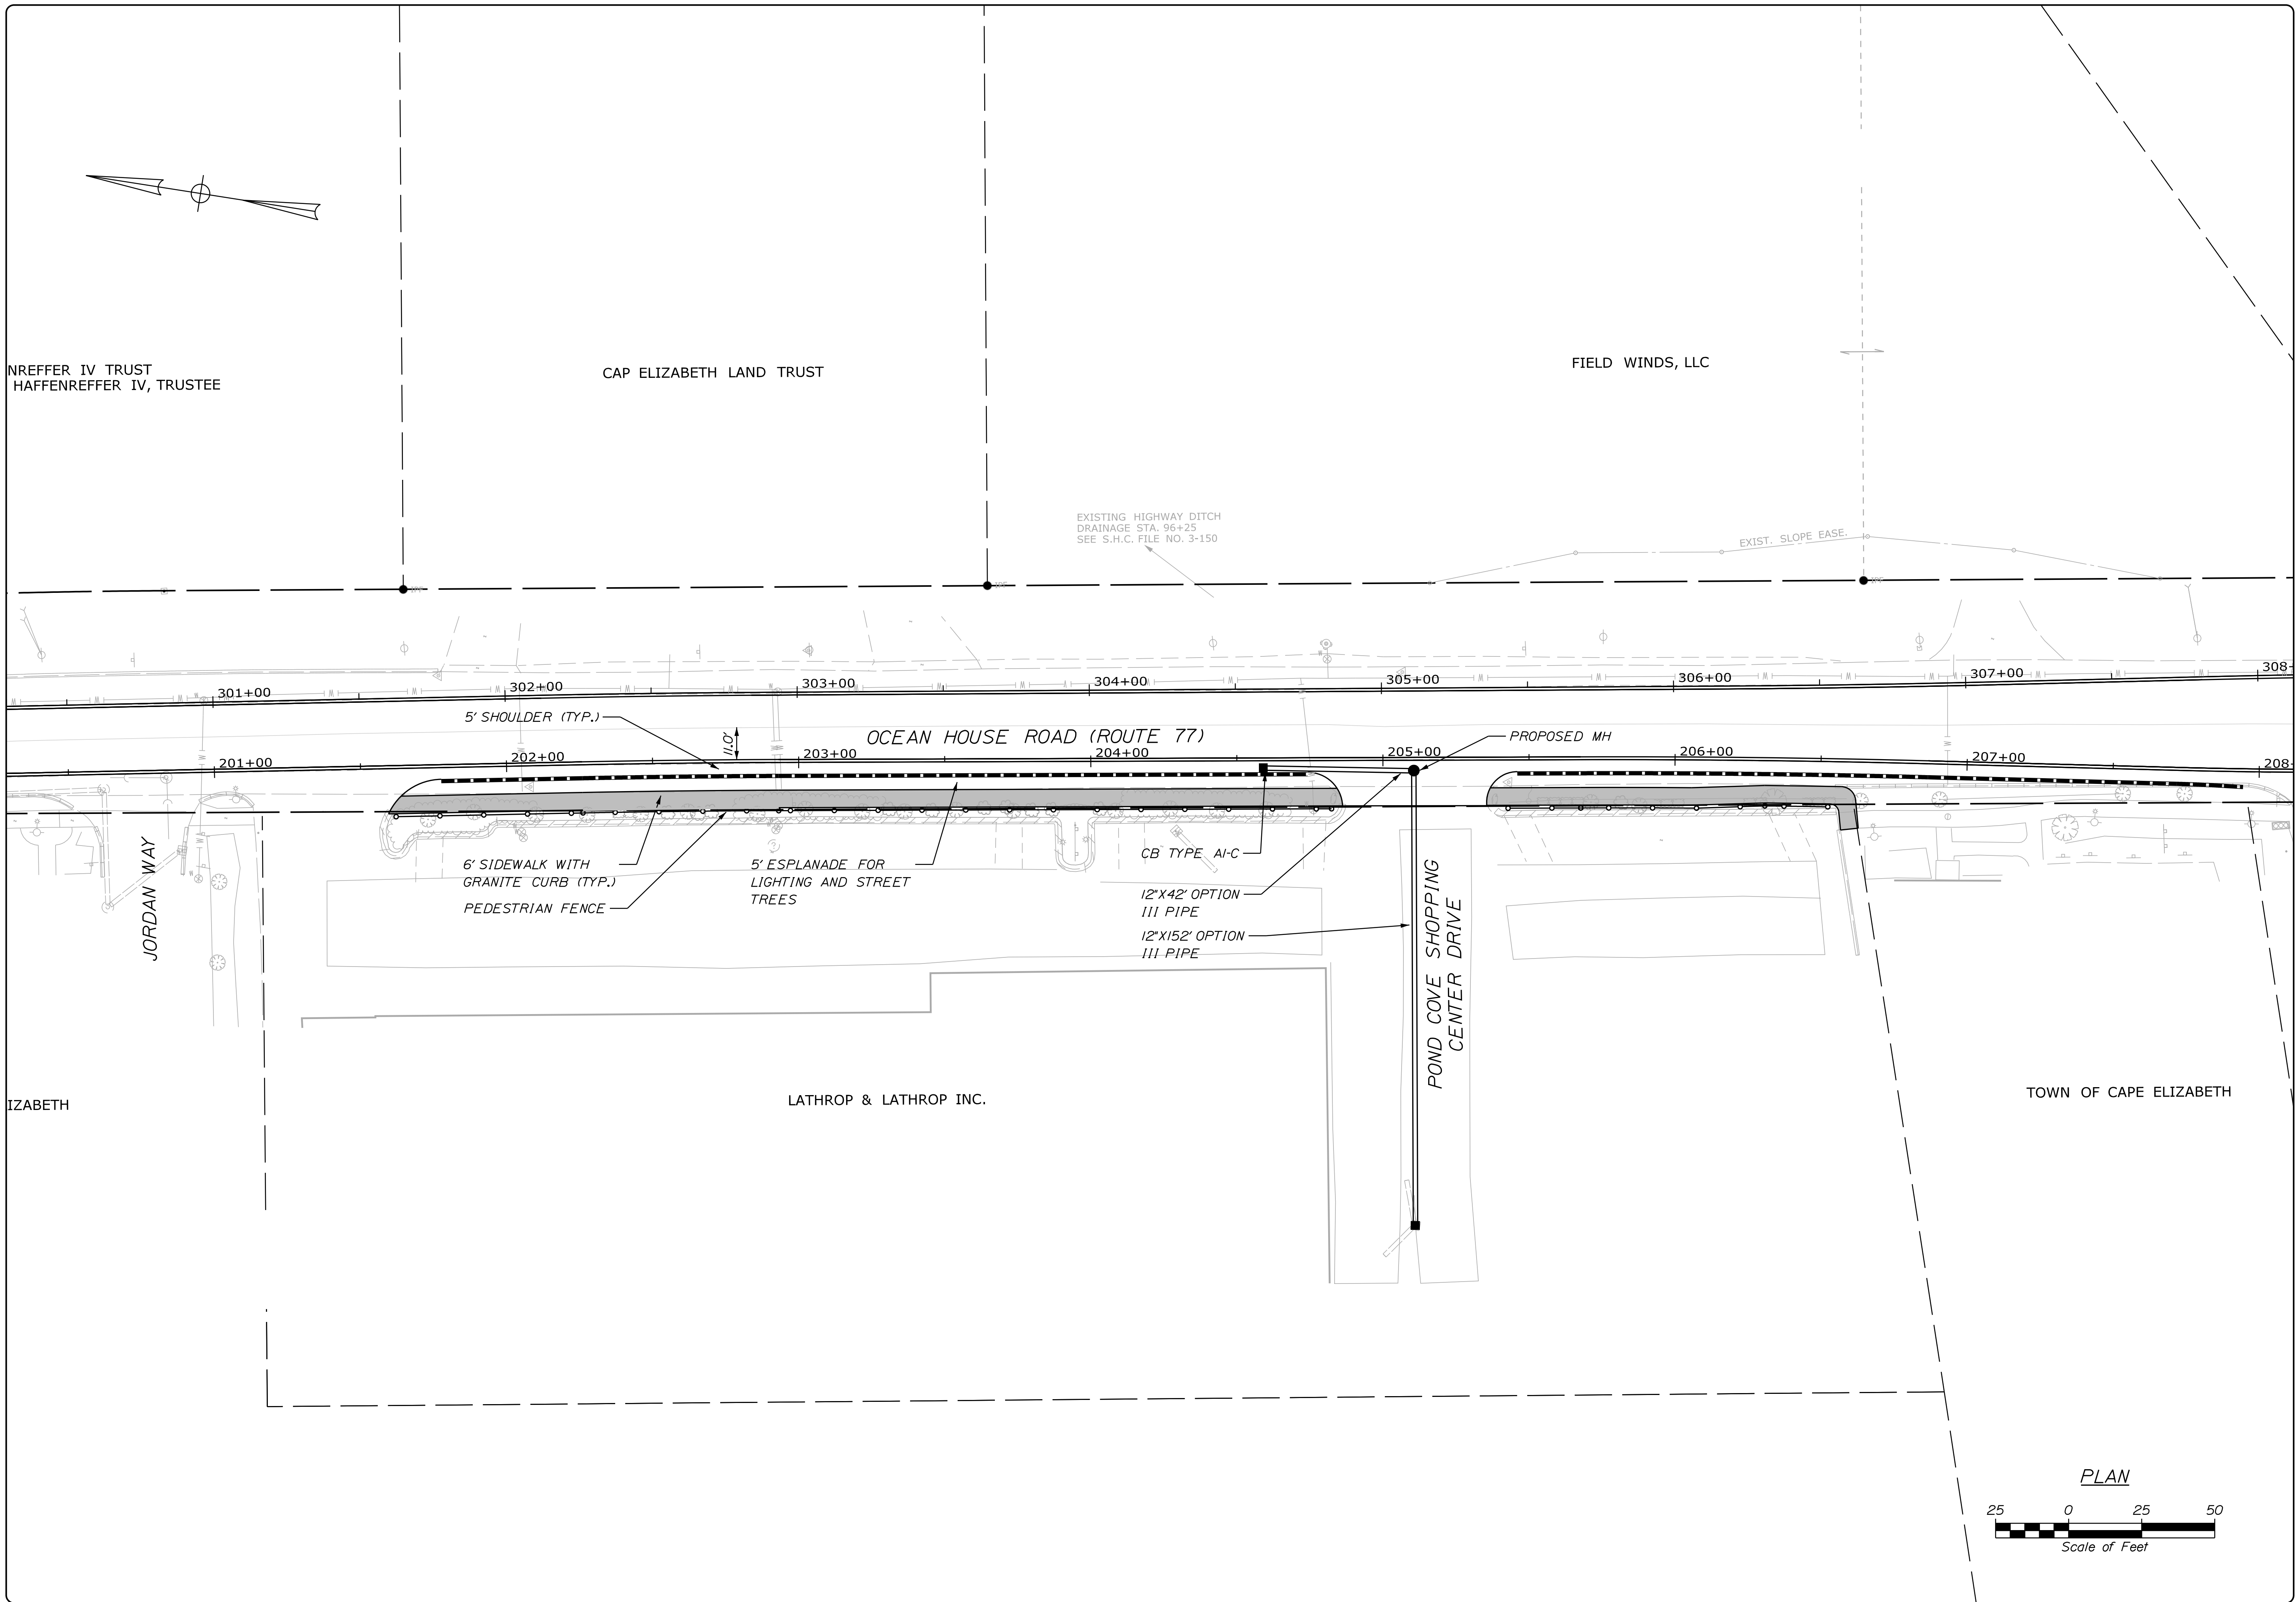 NREFFER IV TRUST
HAFFENREFFER IV, TRUSTEE
CAP ELIZABETH LAND TRUST
FIELD WINDS, LLC
EXISTING HIGHWAY DITCH
DRAINAGE STA. 96+25
SEE S.H.C. FILE NO. 3-150
EXIST. SLOPE EASE.
301+00
302+00
303+00
304+00
305+00
306+00
307+00
308+
5' SHOULDER (TYP.)
11.0'
OCEAN HOUSE ROAD (ROUTE 77)
PROPOSED MH
201+00
202+00
203+00
204+00
205+00
206+00
207+00
208+
JORDAN WAY
6' SIDEWALK WITH
GRANITE CURB (TYP.)
PEDESTRIAN FENCE
5' ESPLANADE FOR
LIGHTING AND STREET
TREES
CB TYPE A1-C
12"X42' OPTION
III PIPE
12"X152' OPTION
III PIPE
POND COVE SHOPPING
CENTER DRIVE
IZABETH
LATHROP & LATHROP INC.
TOWN OF CAPE ELIZABETH
PLAN
25 0 25 50
Scale of Feet